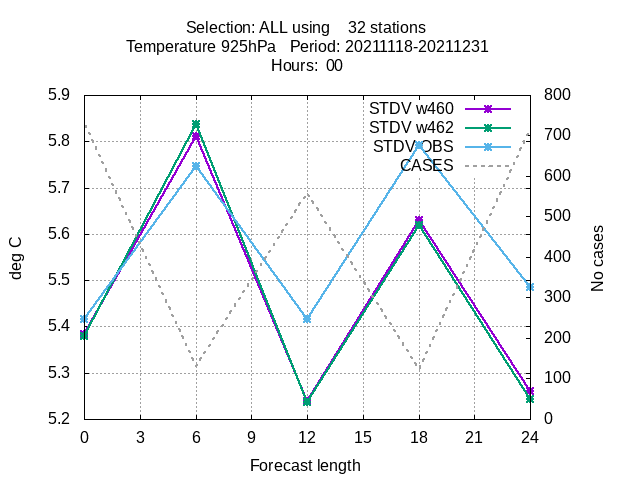 Selection: ALL using    32 stations
Temperature 925hPa   Period: 20211118-20211231
Hours:  00
5.9
5.8
5.7
5.6
5.5
5.4
5.3
5.2
deg C
STDV w460
STDV w462
STDV OBS
CASES
800
700
600
500
400
300
200
100
0
No cases
0 3 6 9 12 15 18 21 24
Forecast length